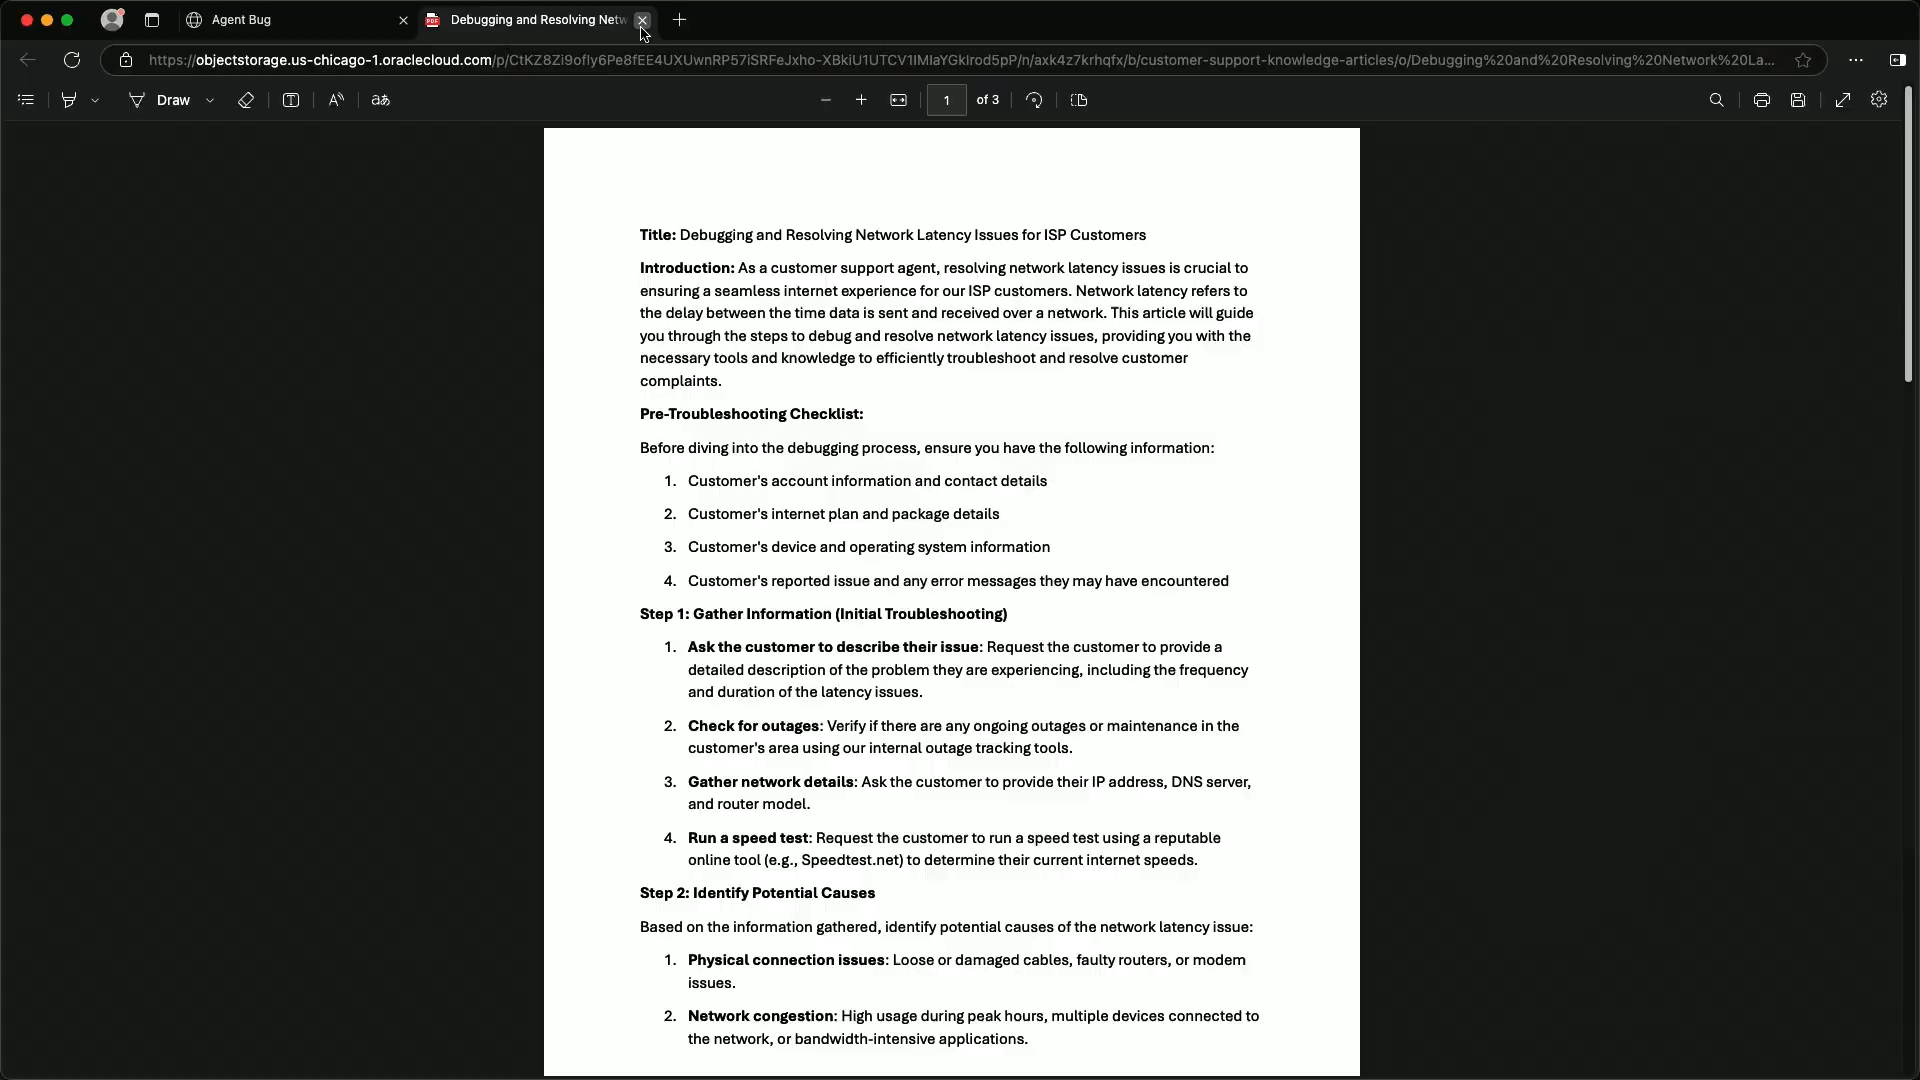 Agent Bug
Debugging and Resolving Netw
https://objectstorage.us-chicago-1.oraclecloud.com/p/CtKZ8Zi9ofIy6Pe8fEE4UXUwnRP57iSRFeJxho-XBkiU1UTCV1IMIaYGkIrod5pP/n/axk4z7krhqfx/b/customer-support-knowledge-articles/o/Debugging%20and%20Resolving%20Network%20La...
Draw
aあ
1 of 3
Title: Debugging and Resolving Network Latency Issues for ISP Customers
Introduction: As a customer support agent, resolving network latency issues is crucial to
ensuring a seamless internet experience for our ISP customers. Network latency refers to
the delay between the time data is sent and received over a network. This article will guide
you through the steps to debug and resolve network latency issues, providing you with the
necessary tools and knowledge to efficiently troubleshoot and resolve customer
complaints.
Pre-Troubleshooting Checklist:
Before diving into the debugging process, ensure you have the following information:
1. Customer's account information and contact details
2. Customer's internet plan and package details
3. Customer's device and operating system information
4. Customer's reported issue and any error messages they may have encountered
Step 1: Gather Information (Initial Troubleshooting)
1. Ask the customer to describe their issue: Request the customer to provide a
detailed description of the problem they are experiencing, including the frequency
and duration of the latency issues.
2. Check for outages: Verify if there are any ongoing outages or maintenance in the
customer's area using our internal outage tracking tools.
3. Gather network details: Ask the customer to provide their IP address, DNS server,
and router model.
4. Run a speed test: Request the customer to run a speed test using a reputable
online tool (e.g., Speedtest.net) to determine their current internet speeds.
Step 2: Identify Potential Causes
Based on the information gathered, identify potential causes of the network latency issue:
1. Physical connection issues: Loose or damaged cables, faulty routers, or modem
issues.
2. Network congestion: High usage during peak hours, multiple devices connected to
the network, or bandwidth-intensive applications.